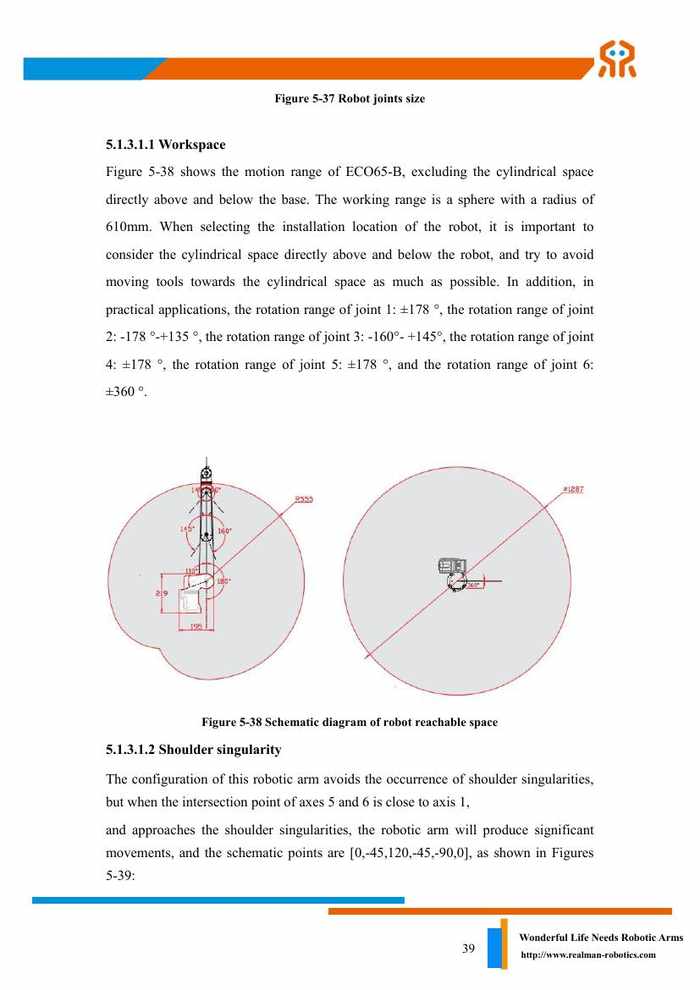 Figure 5-37 Robot joints size
5.1.3.1.1 Workspace
Figure 5-38 shows the motion range of ECO65-B, excluding the cylindrical space
directly above and below the base. The working range is a sphere with a radius of
610mm. When selecting the installation location of the robot, it is important to
consider the cylindrical space directly above and below the robot, and try to avoid
moving tools towards the cylindrical space as much as possible. In addition, in
practical applications, the rotation range of joint 1: ±178 °, the rotation range of joint
2: -178 °-+135 °, the rotation range of joint 3: -160°- +145°, the rotation range of joint
4: ±178 °, the rotation range of joint 5: ±178 °, and the rotation range of joint 6:
±360 °.
R555
145°
160°
180°
219
195
ø1287
360°
Figure 5-38 Schematic diagram of robot reachable space
5.1.3.1.2 Shoulder singularity
The configuration of this robotic arm avoids the occurrence of shoulder singularities,
but when the intersection point of axes 5 and 6 is close to axis 1,
and approaches the shoulder singularities, the robotic arm will produce significant
movements, and the schematic points are [0,-45,120,-45,-90,0], as shown in Figures
5-39:
39
Wonderful Life Needs Robotic Arms
http://www.realman-robotics.com